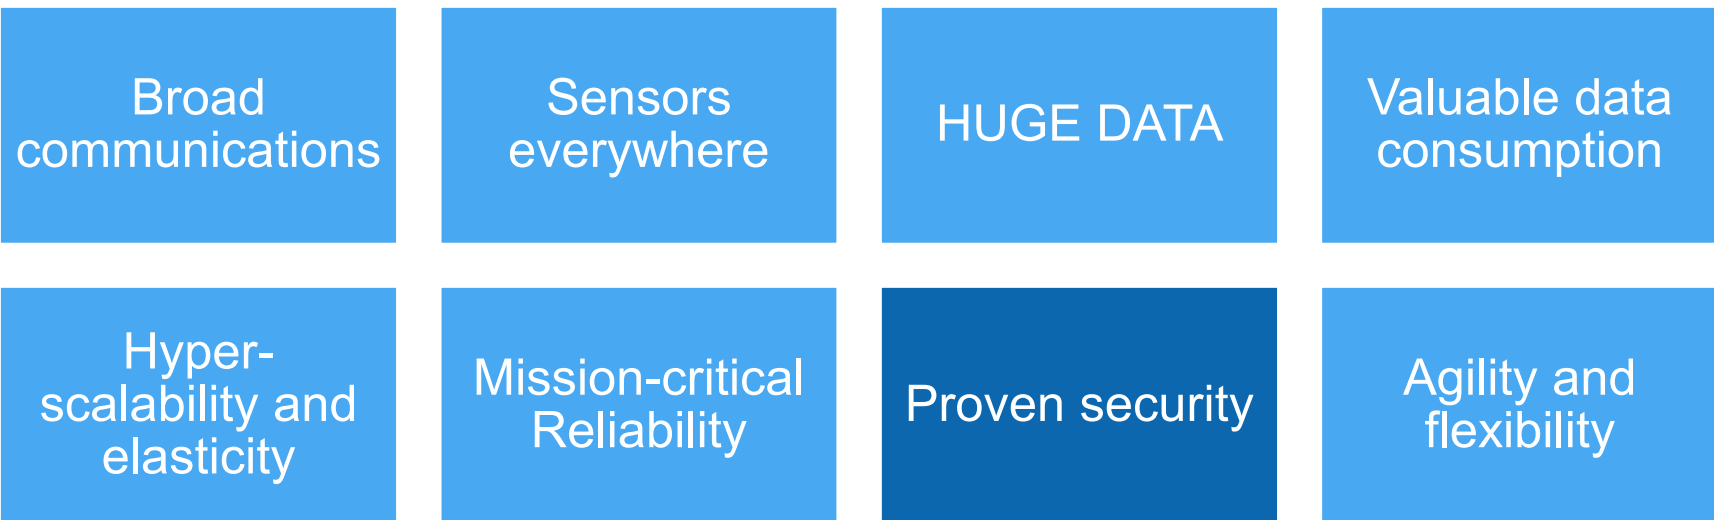 Broad
communications
Sensors
everywhere
HUGE DATA
Valuable data
consumption
Hyper-
scalability and
elasticity
Mission-critical
Reliability
Proven security
Agility and
flexibility